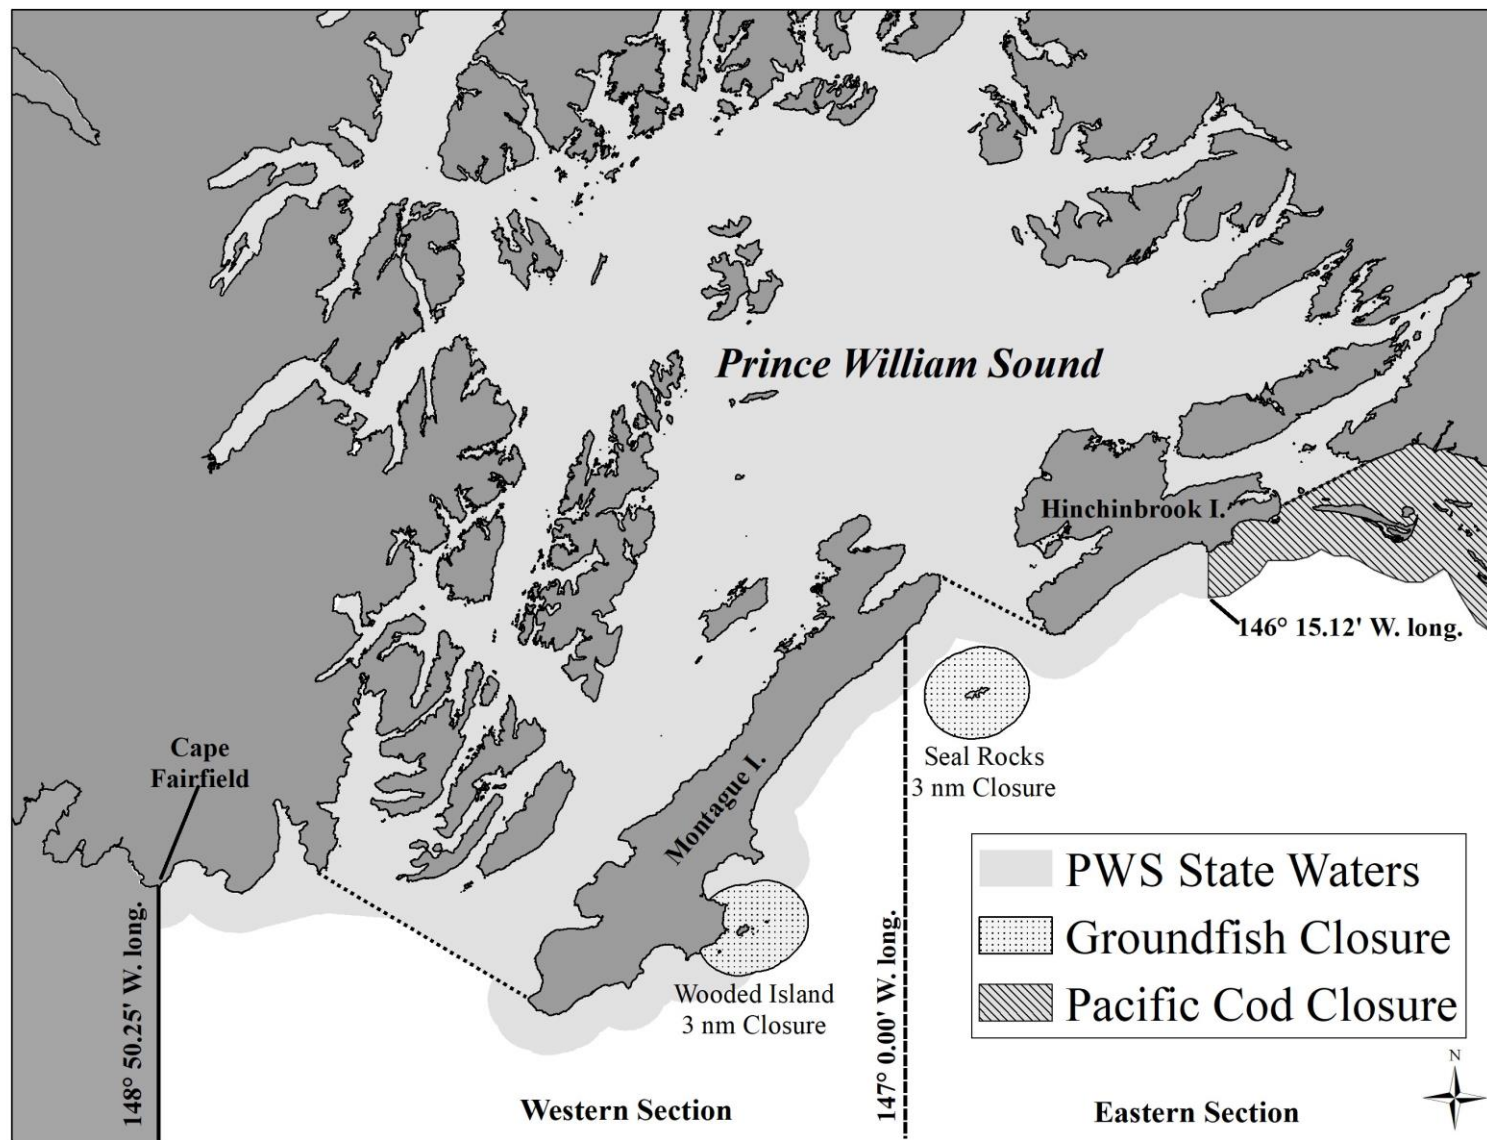 Prince William Sound
Hinchinbrook I.
146° 15.12' W. long.
Cape
Fairfield
Seal Rocks
3 nm Closure
Montague I.
PWS State Waters
Groundfish Closure
Pacific Cod Closure
148° 50.25' W. long.
147° 0.00' W. long.
Wooded Island
3 nm Closure
N
Western Section
Eastern Section